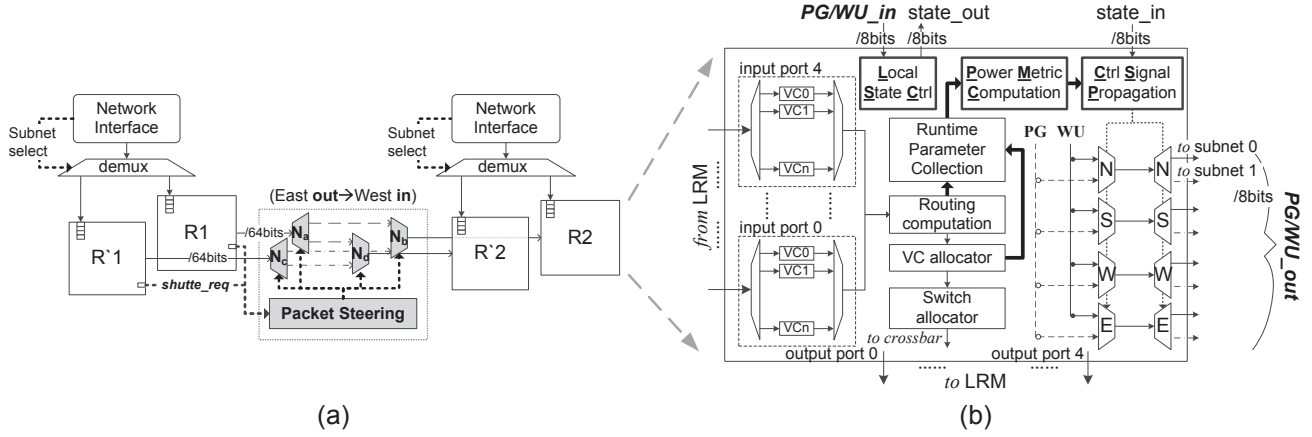 Network
Interface
Subnet
select
demux
R`1
R1
/64bits
/64bits
shutte_req
(East out→West in)
Na
Nb
Nc
Nd
Packet Steering
Network
Interface
Subnet
select
demux
R`2
R2
(a)
PG/WU_in
state_out
state_in
/8bits
/8bits
/8bits
input port 4
VC0
VC1
VCn
from LRM
input port 0
VC0
VC1
VCn
Local
State Ctrl
Power Metric
Computation
Ctrl Signal
Propagation
Runtime
Parameter
Collection
Routing
computation
VC allocator
Switch
allocator
to crossbar
PG WU
N
N
S
S
W
W
E
E
to subnet 0
to subnet 1
/8bits
PG/WU_out
output port 0
output port 4
to LRM
(b)